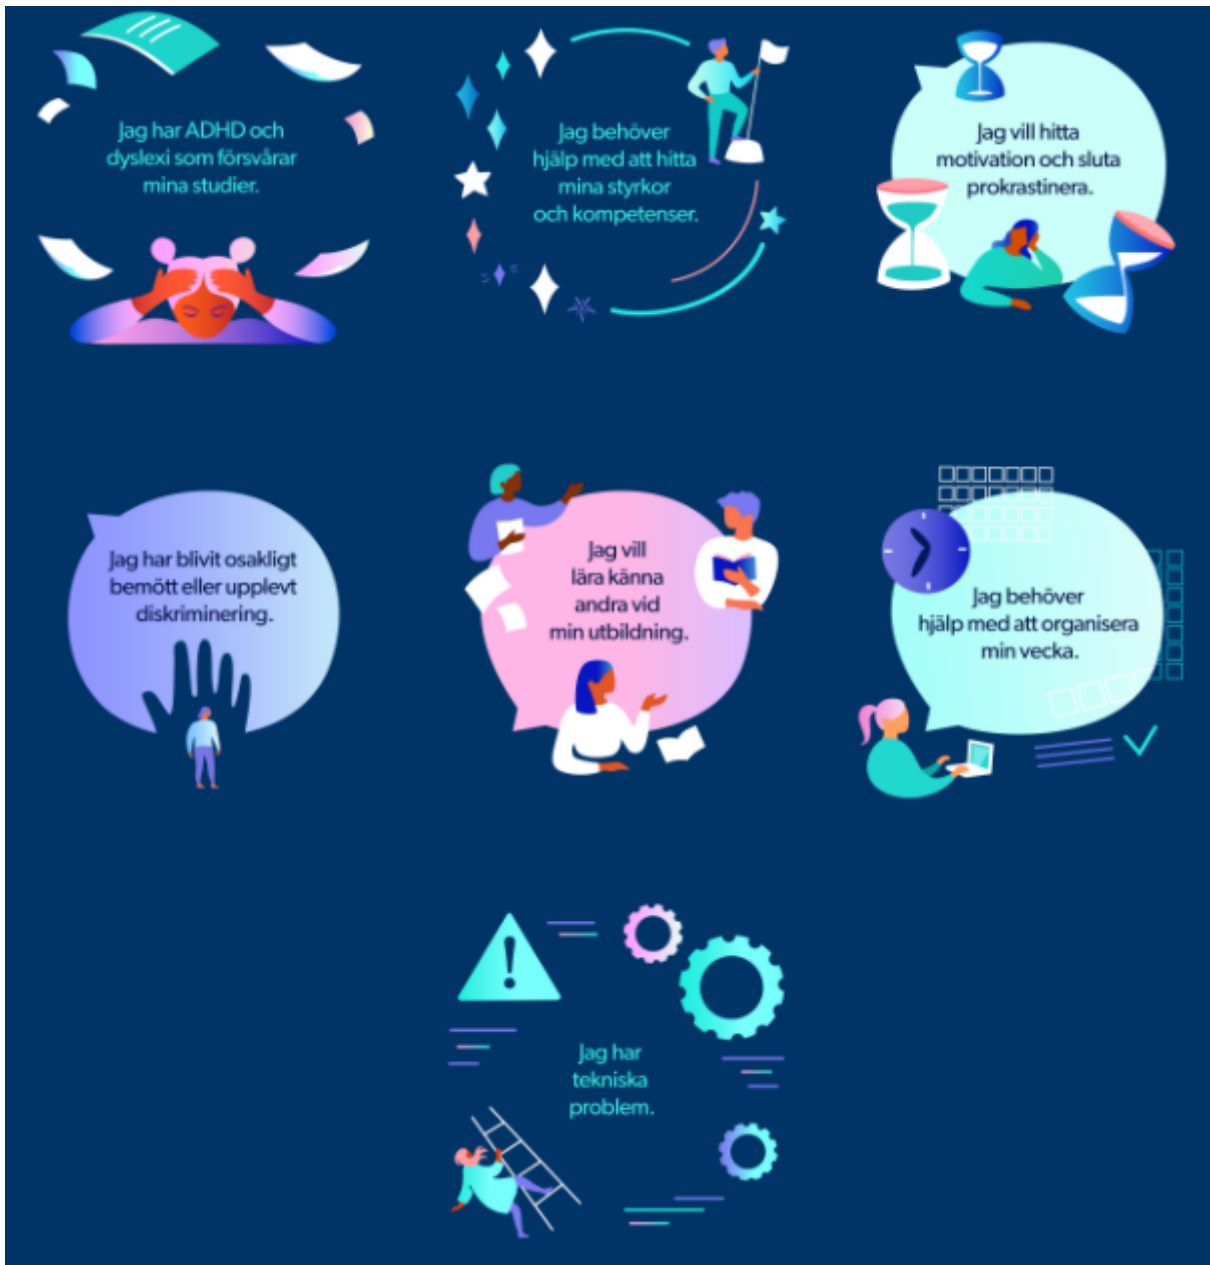 Jag har ADHD och
dyslexi som försvårar
mina studier.
Jag behöver
hjälp med att hitta
mina styrkor
och kompetenser.
Jag vill hitta
motivation och sluta
prokrastinera.
Jag har blivit osakligt
bemött eller upplevt
diskriminering.
Jag vill
lära känna
andra vid
min utbildning.
Jag behöver
hjälp med att organisera
min vecka.
Jag har
tekniska
problem.